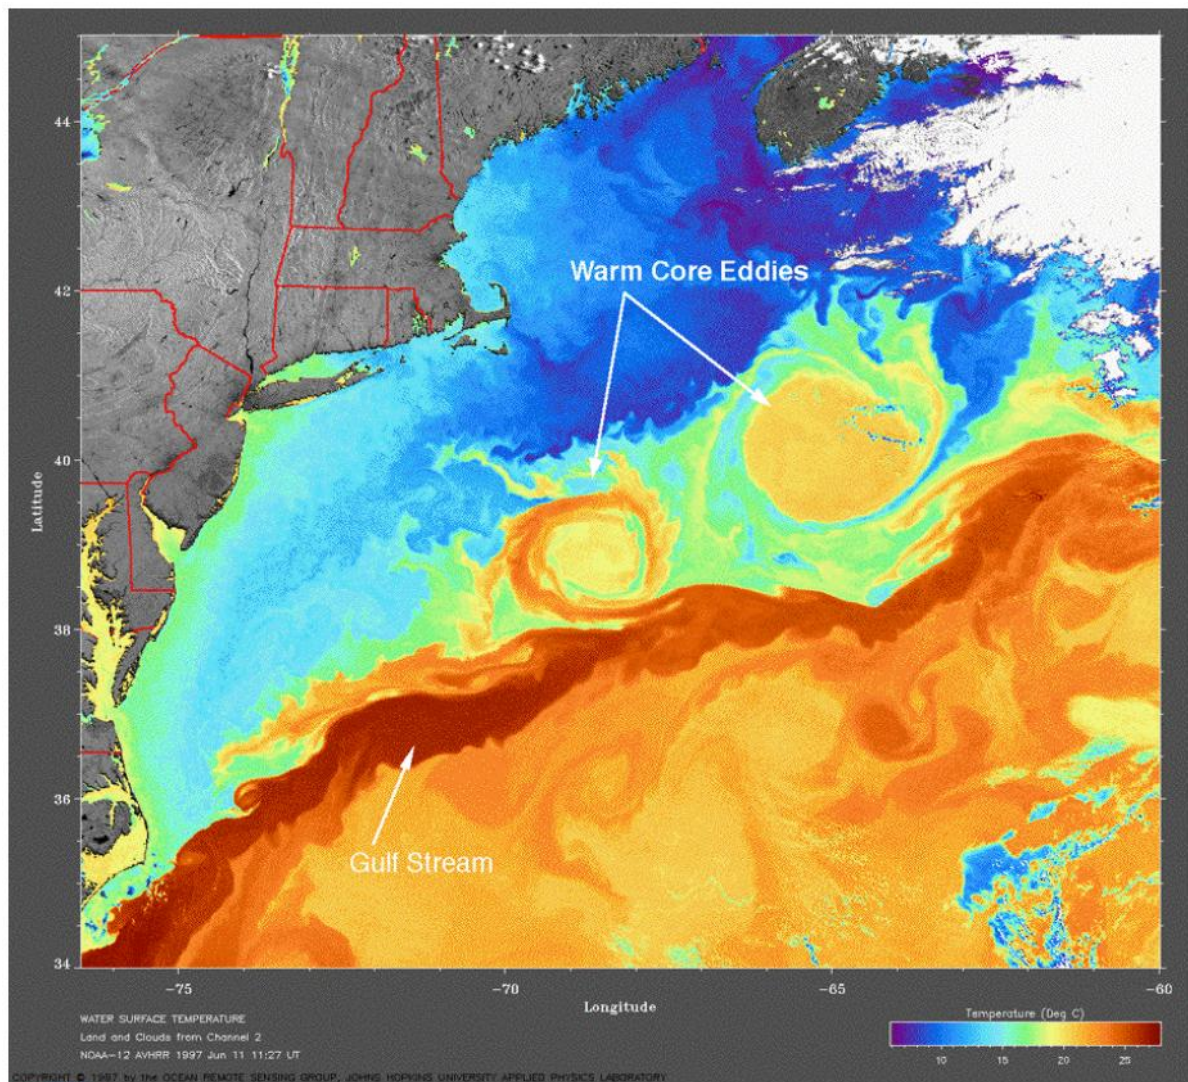 44
Warm Core Eddies
42
40
Latitude
38
36
Gulf Stream
34
-75
-70
-65
-60
Longitude
WATER SURFACE TEMPERATURE
Land and Clouds from Channel 2
NOAA-12 AVHRR 1997 Jun 11 11:27 UT
Temperature (Deg C)
10 15 20 25
COPYRIGHT © 1997 by the OCEAN REMOTE SENSING GROUP, JOHNS HOPKINS UNIVERSITY APPLIED PHYSICS LABORATORY